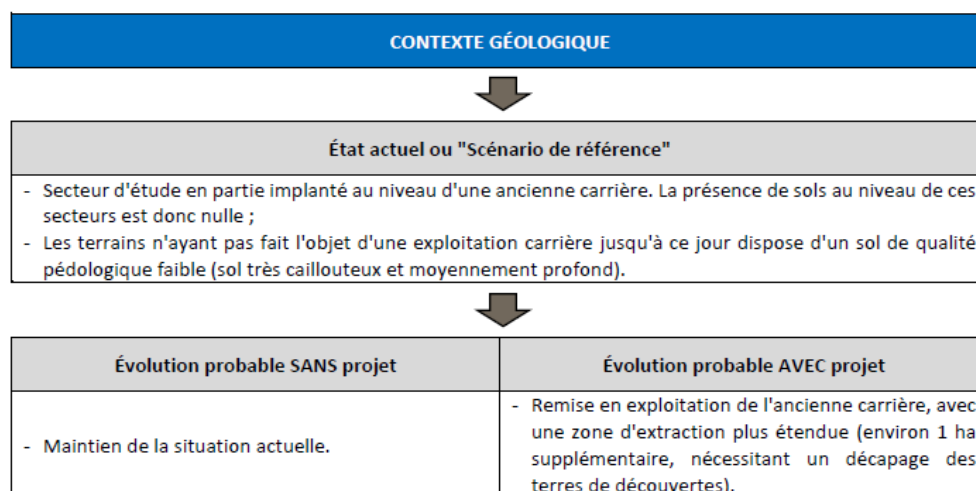 CONTEXTE GÉOLOGIQUE
État actuel ou "Scénario de référence"
- Secteur d'étude en partie implanté au niveau d'une ancienne carrière. La présence de sols au niveau de ces
secteurs est donc nulle ;
- Les terrains n'ayant pas fait l'objet d'une exploitation carrière jusqu'à ce jour dispose d'un sol de qualité
pédologique faible (sol très caillouteux et moyennement profond).
Évolution probable SANS projet
- Maintien de la situation actuelle.
Évolution probable AVEC projet
- Remise en exploitation de l'ancienne carrière, avec
une zone d'extraction plus étendue (environ 1 ha
supplémentaire, nécessitant un décapage des
terres de découvertes).